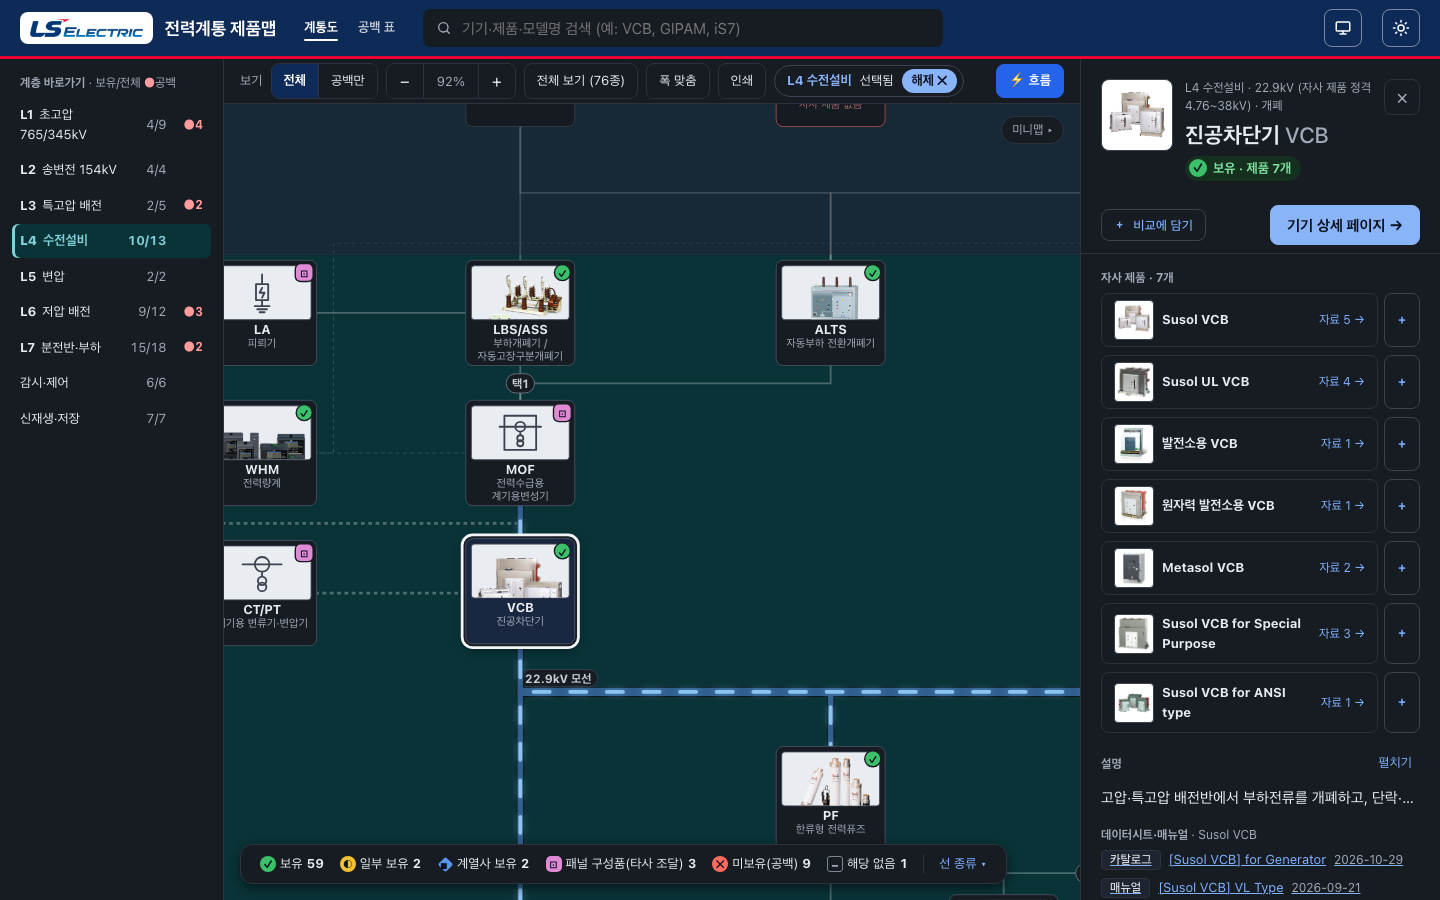 LS ELECTRIC
전력계통 제품맵
계통도
공백 표
기기·제품·모델명 검색 (예: VCB, GIPAM, iS7)
계층 바로가기 · 보유/전체 공백
L1 초고압 765/345kV 4/9 4
L2 송변전 154kV 4/4
L3 특고압 배전 2/5 2
L4 수전설비 10/13
L5 변압 2/2
L6 저압 배전 9/12 3
L7 분전반·부하 15/18 2
감시·제어 6/6
신재생·저장 7/7
보기
전체
공백만
− 92% +
전체 보기 (76종)
폭 맞춤
인쇄
L4 수전설비 선택됨
해제 ✕
⚡ 흐름
미니맵 ▸
LA
피뢰기
LBS/ASS
부하개폐기 /
자동고장구분개폐기
ALTS
자동부하 전환개폐기
택1
WHM
전력량계
MOF
전력수급용
계기용변성기
CT/PT
기용 변류기·변압기
VCB
진공차단기
22.9kV 모선
PF
한류형 전력퓨즈
보유 59
일부 보유 2
계열사 보유 2
패널 구성품(타사 조달) 3
미보유(공백) 9
해당 없음 1
선 종류 ▾
L4 수전설비 · 22.9kV (자사 제품 정격
4.76~38kV) · 개폐
진공차단기 VCB
보유 · 제품 7개
+ 비교에 담기
기기 상세 페이지 →
자사 제품 · 7개
Susol VCB 자료 5 → +
Susol UL VCB 자료 4 → +
발전소용 VCB 자료 1 → +
원자력 발전소용 VCB 자료 1 → +
Metasol VCB 자료 2 → +
Susol VCB for Special
Purpose 자료 3 → +
Susol VCB for ANSI
type 자료 1 → +
설명 펼치기
고압·특고압 배전반에서 부하전류를 개폐하고, 단락·...
데이터시트·매뉴얼 · Susol VCB
카탈로그 [Susol VCB] for Generator 2026-10-29
매뉴얼 [Susol VCB] VL Type 2026-09-21